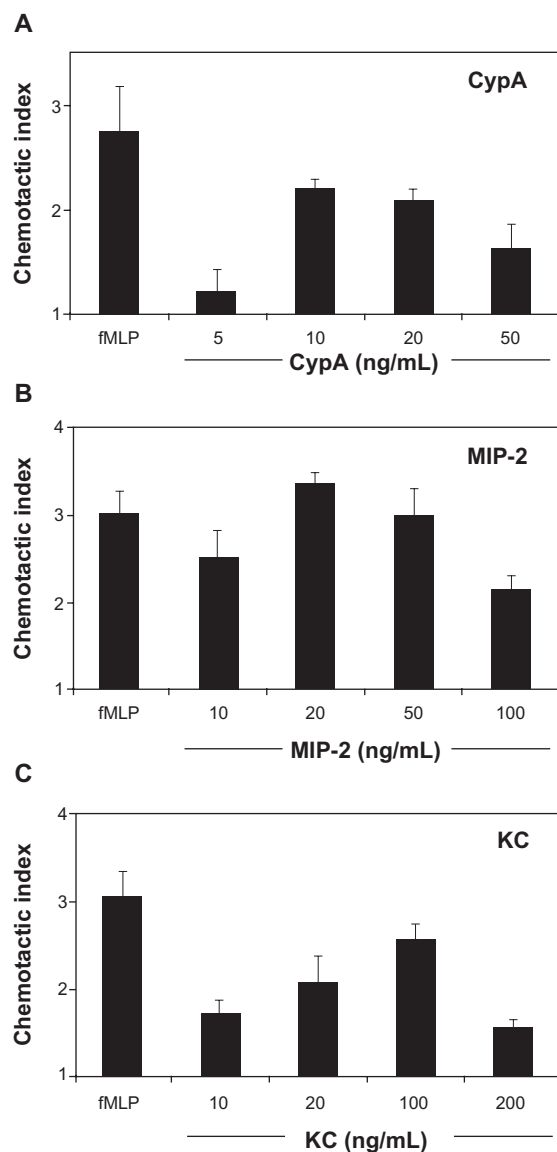 A
CypA
Chemotactic index
3
2
1
fMLP 5 10 20 50
CypA (ng/mL)
B
MIP-2
Chemotactic index
4
3
2
1
fMLP 10 20 50 100
MIP-2 (ng/mL)
C
KC
Chemotactic index
4
3
2
1
fMLP 10 20 100 200
KC (ng/mL)